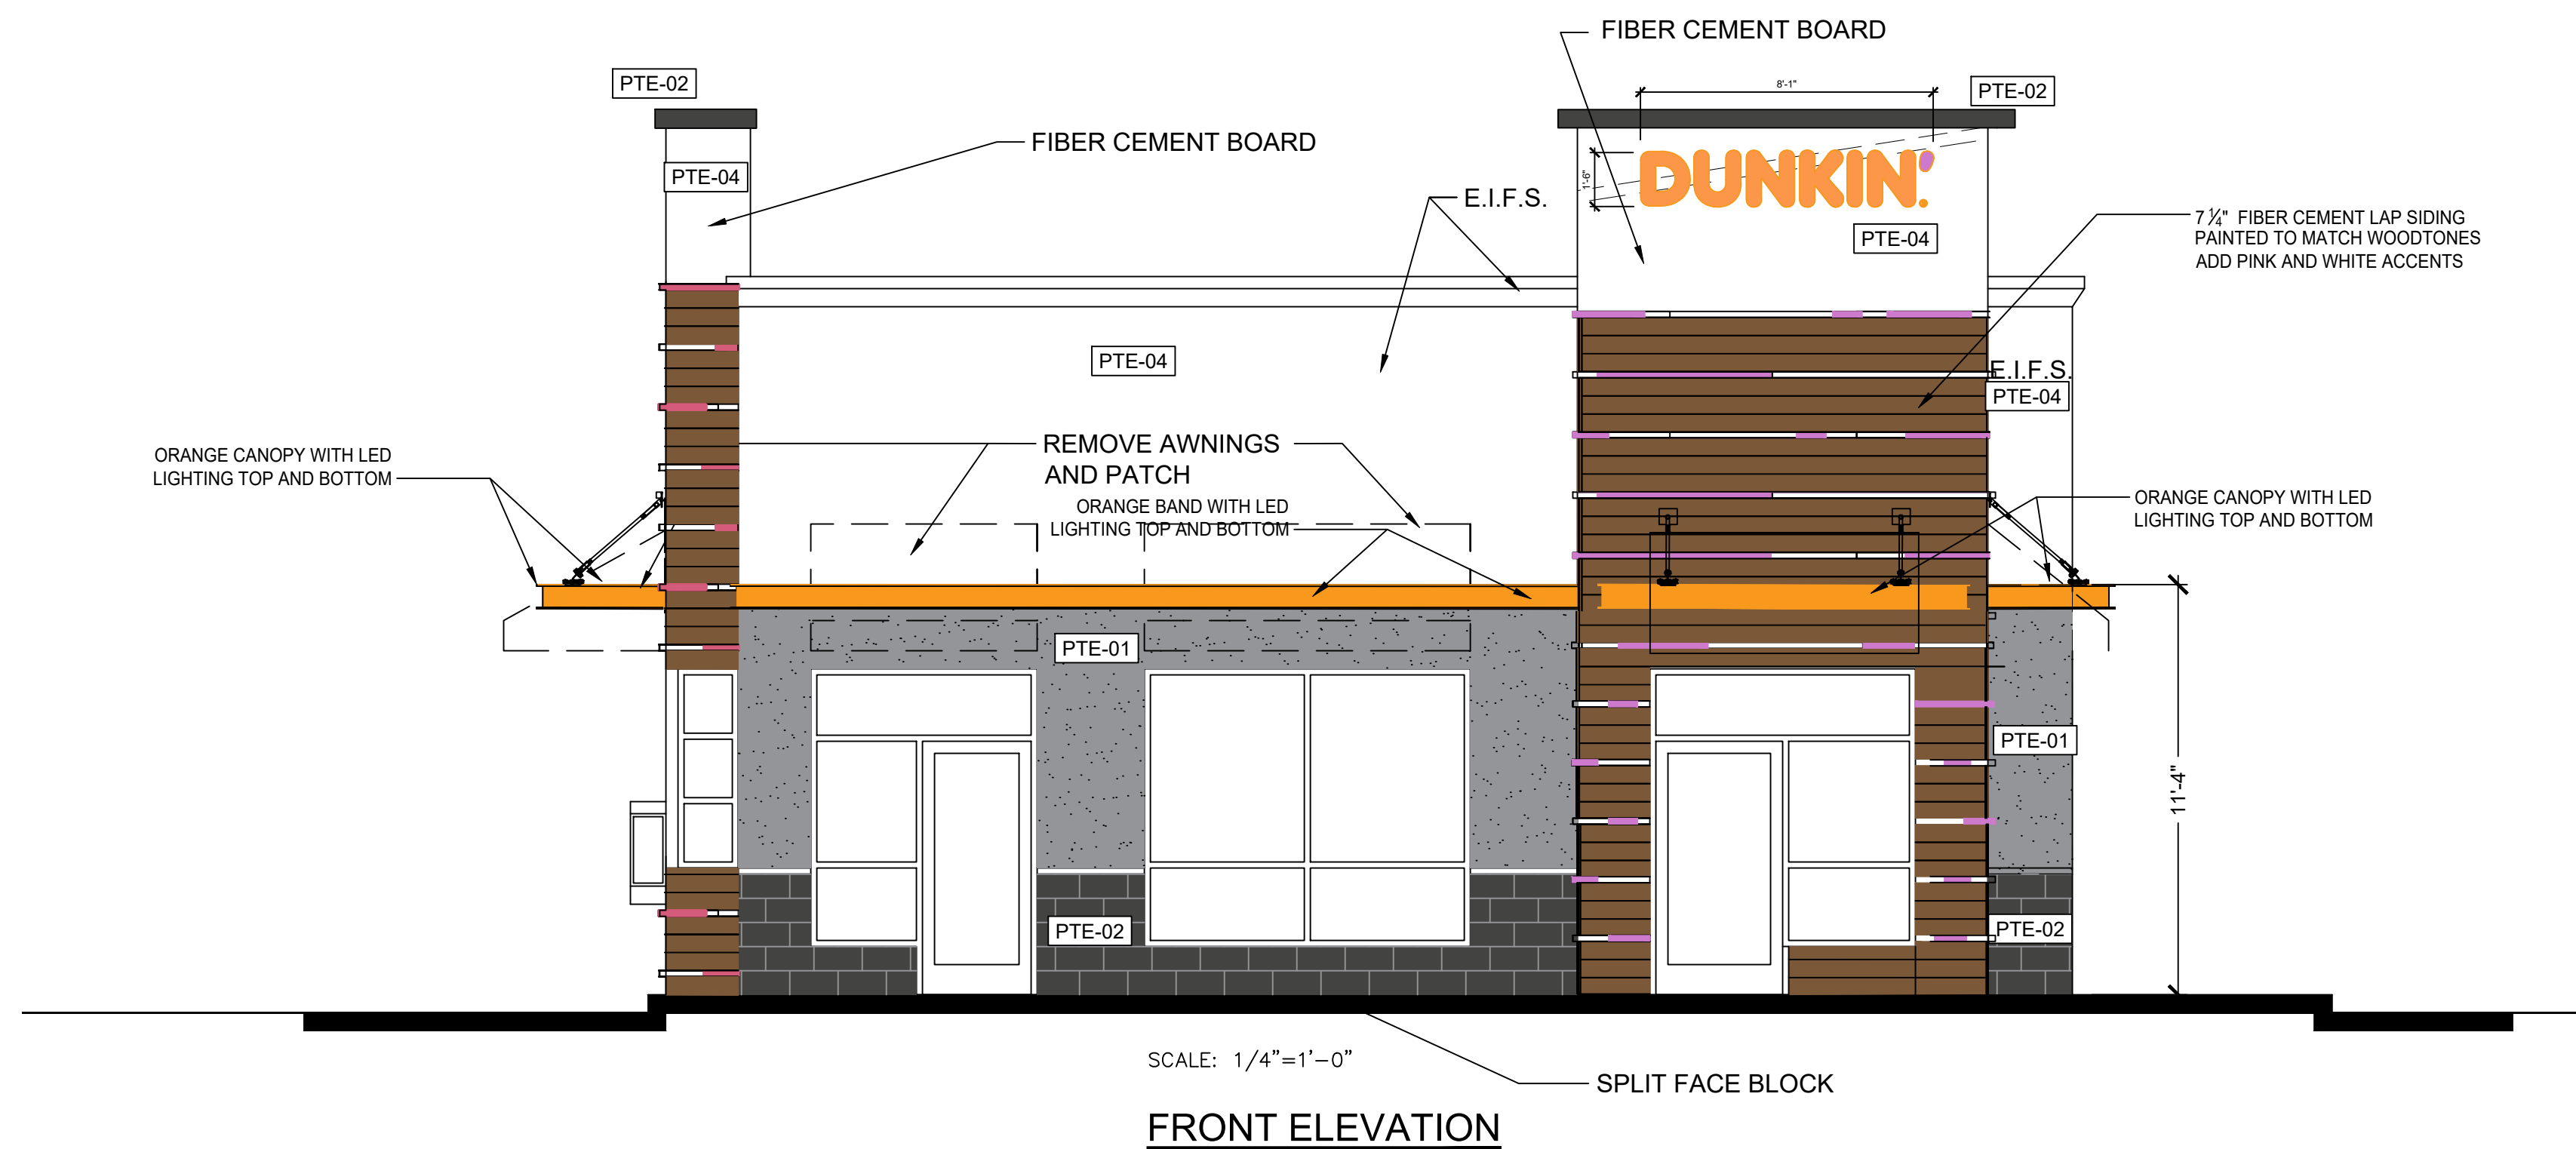 FIBER CEMENT BOARD
PTE-02
8'-1"
PTE-02
FIBER CEMENT BOARD
DUNKIN'.
1'-6"
PTE-04
E.I.F.S.
PTE-04
7 1/4" FIBER CEMENT LAP SIDING
PAINTED TO MATCH WOODTONES
ADD PINK AND WHITE ACCENTS
PTE-04
E.I.F.S.
PTE-04
ORANGE CANOPY WITH LED
LIGHTING TOP AND BOTTOM
REMOVE AWNINGS
AND PATCH
ORANGE BAND WITH LED
LIGHTING TOP AND BOTTOM
ORANGE CANOPY WITH LED
LIGHTING TOP AND BOTTOM
PTE-01
PTE-01
11'-4"
PTE-02
PTE-02
SCALE: 1/4"=1'-0"
SPLIT FACE BLOCK
FRONT ELEVATION